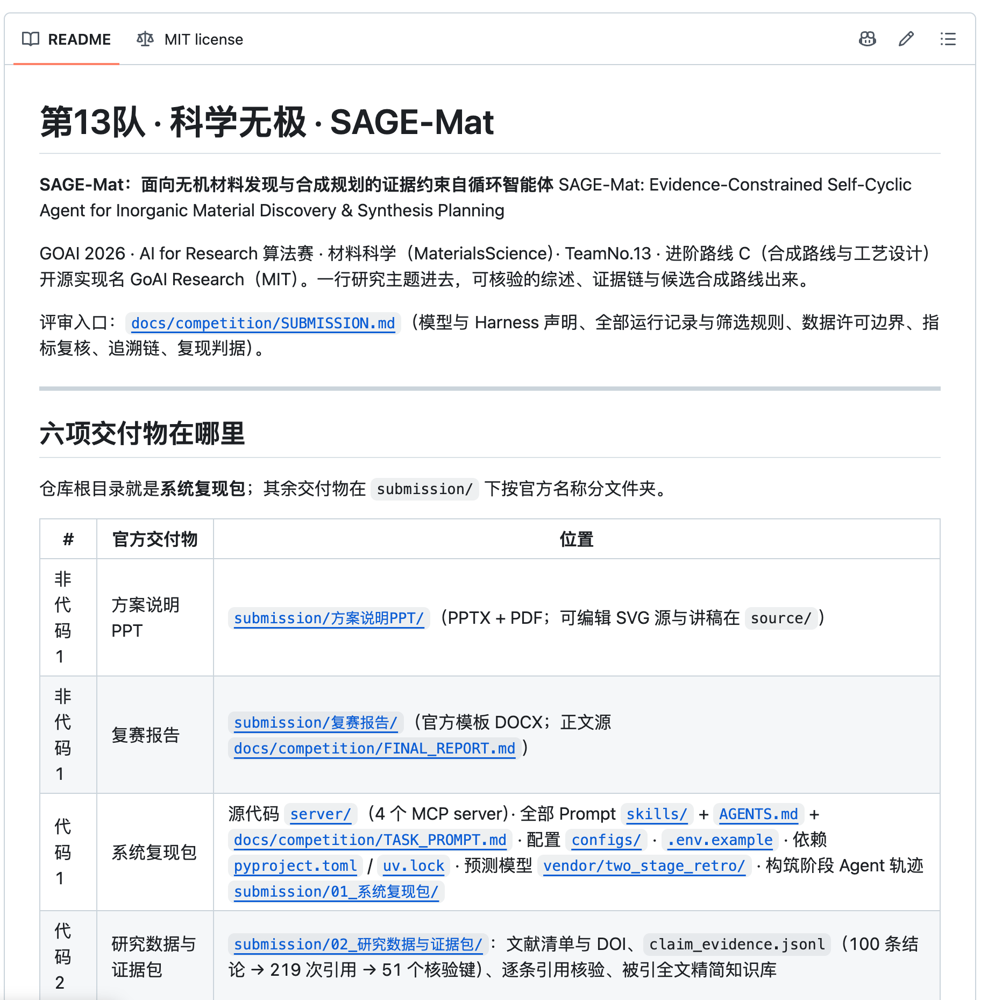 README
MIT license
第13队 · 科学无极 · SAGE-Mat
SAGE-Mat：面向无机材料发现与合成规划的证据约束自循环智能体 SAGE-Mat: Evidence-Constrained Self-Cyclic
Agent for Inorganic Material Discovery & Synthesis Planning
GOAI 2026 · AI for Research 算法赛 · 材料科学（MaterialsScience）· TeamNo.13 · 进阶路线 C（合成路线与工艺设计）
开源实现名 GoAI Research（MIT）。一行研究主题进去，可核验的综述、证据链与候选合成路线出来。
评审入口： docs/competition/SUBMISSION.md （模型与 Harness 声明、全部运行记录与筛选规则、数据许可边界、指
标复核、追溯链、复现判据）。
六项交付物在哪里
仓库根目录就是系统复现包；其余交付物在 submission/ 下按官方名称分文件夹。
# 官方交付物 位置
非
代
码
1
方案说明
PPT
submission/方案说明PPT/ （PPTX + PDF；可编辑 SVG 源与讲稿在 source/ ）
非
代
码
1
复赛报告
submission/复赛报告/ （官方模板 DOCX；正文源
docs/competition/FINAL_REPORT.md ）
代
码
1
系统复现包
源代码 server/ （4 个 MCP server）· 全部 Prompt skills/ + AGENTS.md +
docs/competition/TASK_PROMPT.md · 配置 configs/ · .env.example · 依赖
pyproject.toml / uv.lock · 预测模型 vendor/two_stage_retro/ · 构筑阶段 Agent 轨迹
submission/01_系统复现包/
代
码
2
研究数据与
证据包
submission/02_研究数据与证据包/ ： 文献清单与 DOI、 claim_evidence.jsonl （100 条结
论 → 219 次引用 → 51 个核验键）、逐条引用核验、被引全文精简知识库